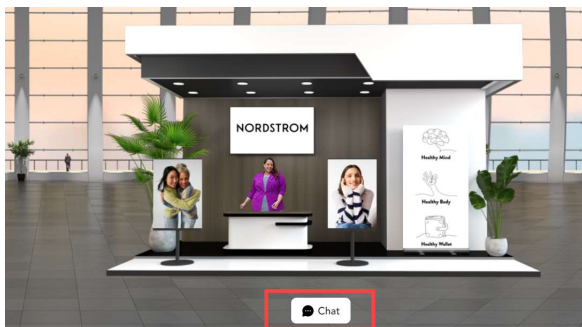 NORDSTROM
Healthy Mind
Healthy Body
Healthy Wallet
Chat